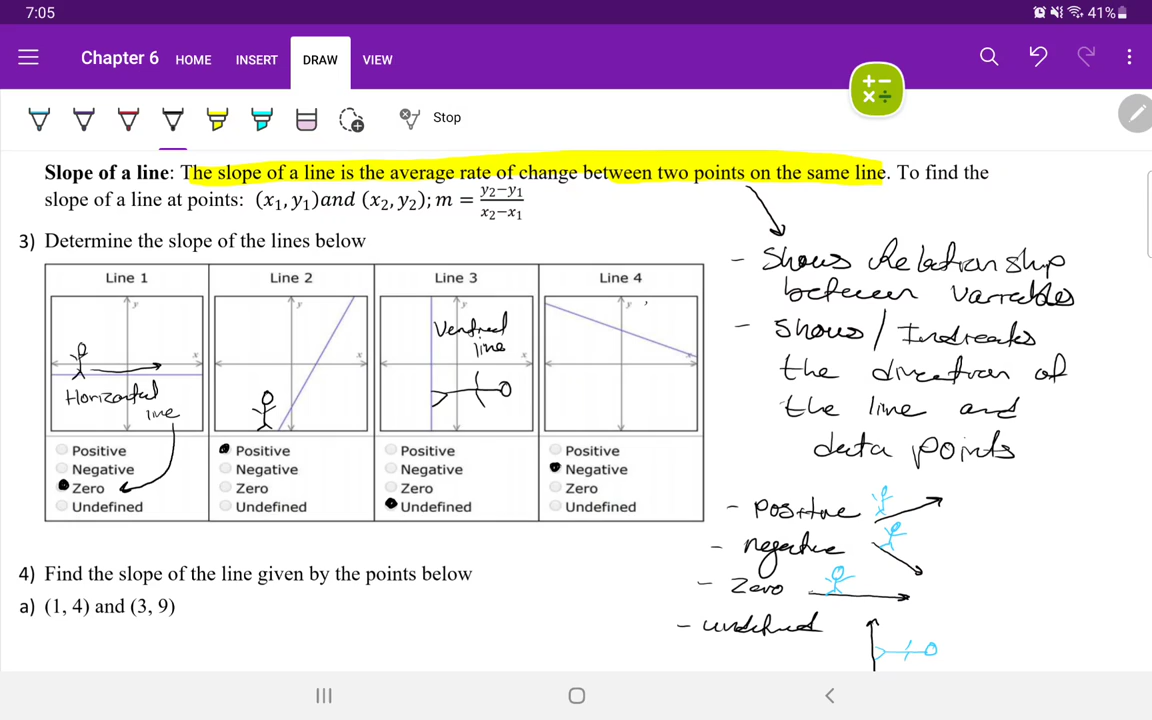 7:05
41%
Chapter 6 HOME INSERT DRAW VIEW
+ − × ÷
Stop
Slope of a line: The slope of a line is the average rate of change between two points on the same line. To find the
slope of a line at points: (x₁, y₁)and (x₂, y₂); m = (y₂−y₁)/(x₂−x₁)
3) Determine the slope of the lines below
Line 1 Line 2 Line 3 Line 4
y y y y
x x x x
Horizontal
line
line
Positive Positive Positive Positive
Negative Negative Negative Negative
Zero Zero Zero Zero
Undefined Undefined Undefined Undefined
- Shows Relationship
between variables
- Shows /
the direction of
the line and
data points
- Positive
- negative
- Zero
- undefined
4) Find the slope of the line given by the points below
a) (1, 4) and (3, 9)